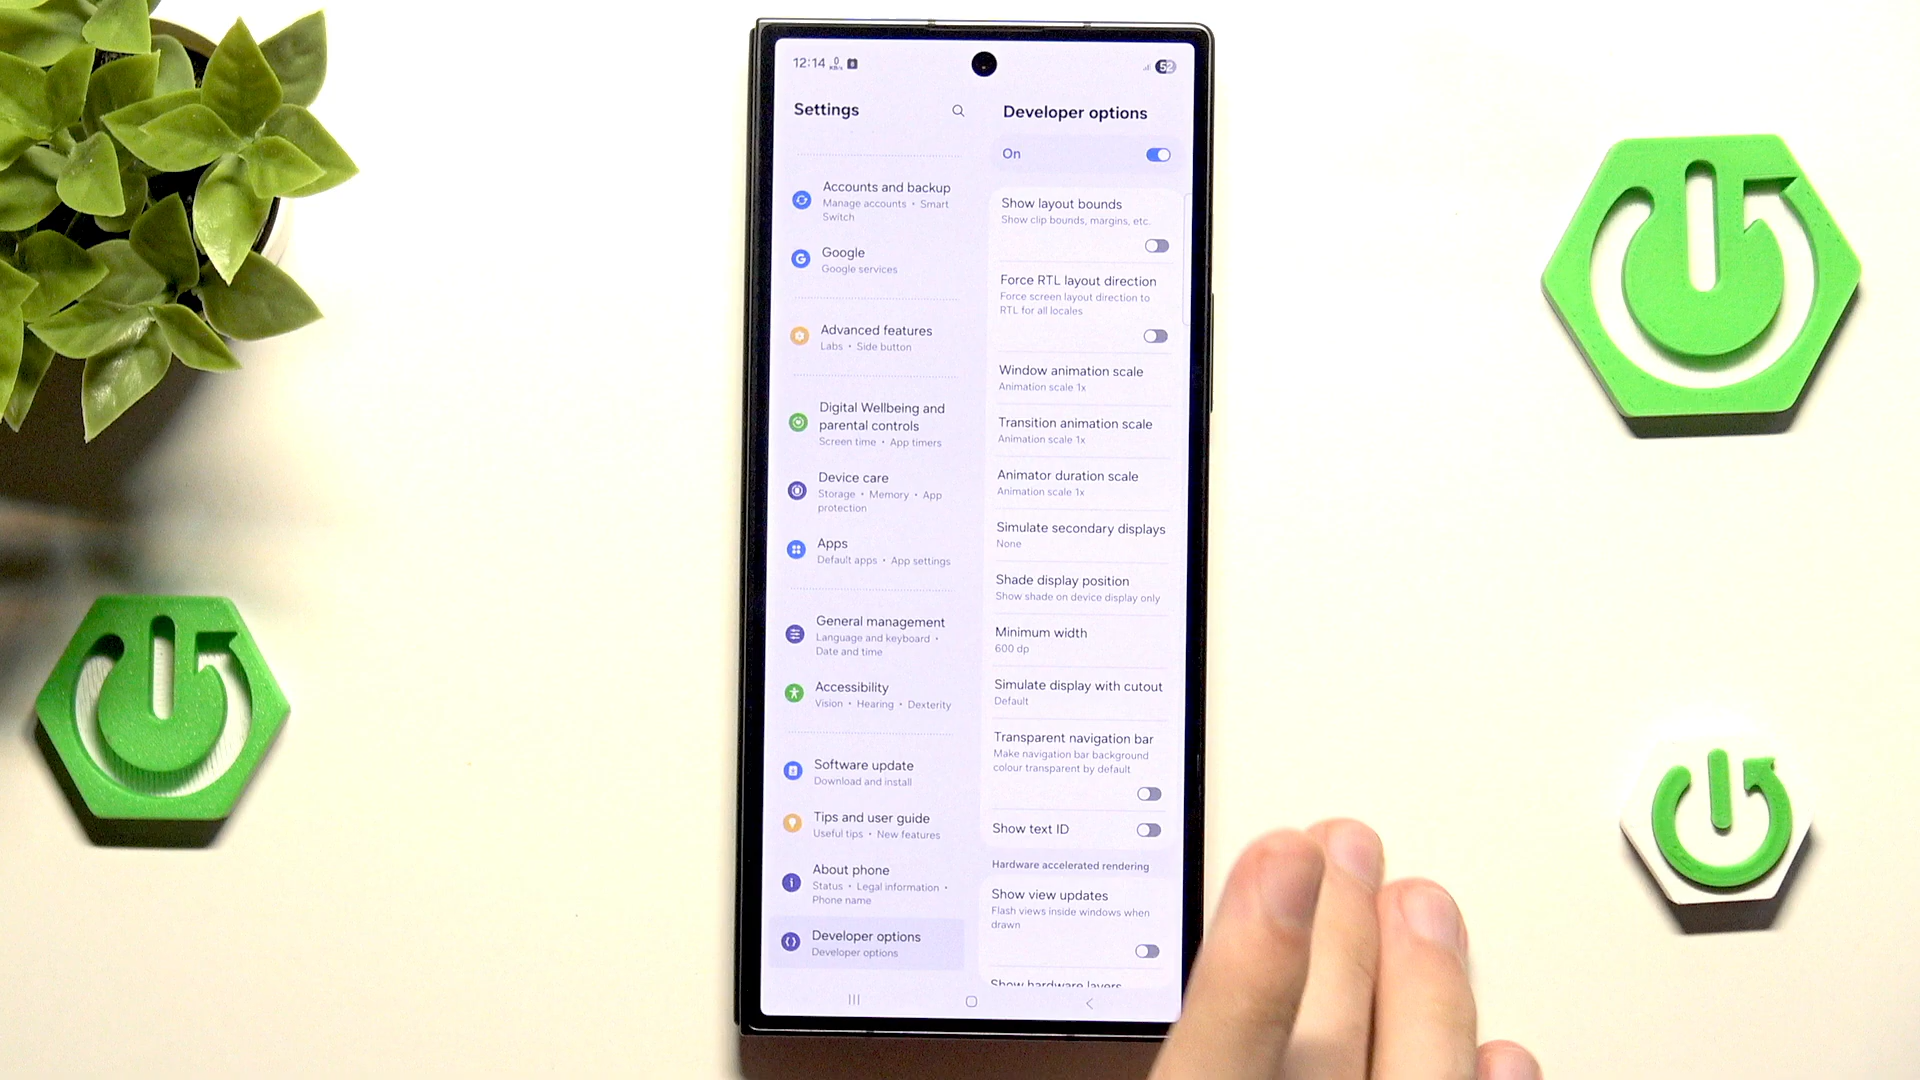 12:14
52
Settings
Accounts and backup
Manage accounts • Smart
Switch
Google
Google services
Advanced features
Labs • Side button
Digital Wellbeing and
parental controls
Screen time • App timers
Device care
Storage • Memory • App
protection
Apps
Default apps • App settings
General management
Language and keyboard •
Date and time
Accessibility
Vision • Hearing • Dexterity
Software update
Download and install
Tips and user guide
Useful tips • New features
About phone
Status • Legal information •
Phone name
Developer options
Developer options
Developer options
On
Show layout bounds
Show clip bounds, margins, etc.
Force RTL layout direction
Force screen layout direction to
RTL for all locales
Window animation scale
Animation scale 1x
Transition animation scale
Animation scale 1x
Animator duration scale
Animation scale 1x
Simulate secondary displays
None
Shade display position
Show shade on device display only
Minimum width
600 dp
Simulate display with cutout
Default
Transparent navigation bar
Make navigation bar background
colour transparent by default
Show text ID
Hardware accelerated rendering
Show view updates
Flash views inside windows when
drawn
Show hardware layers